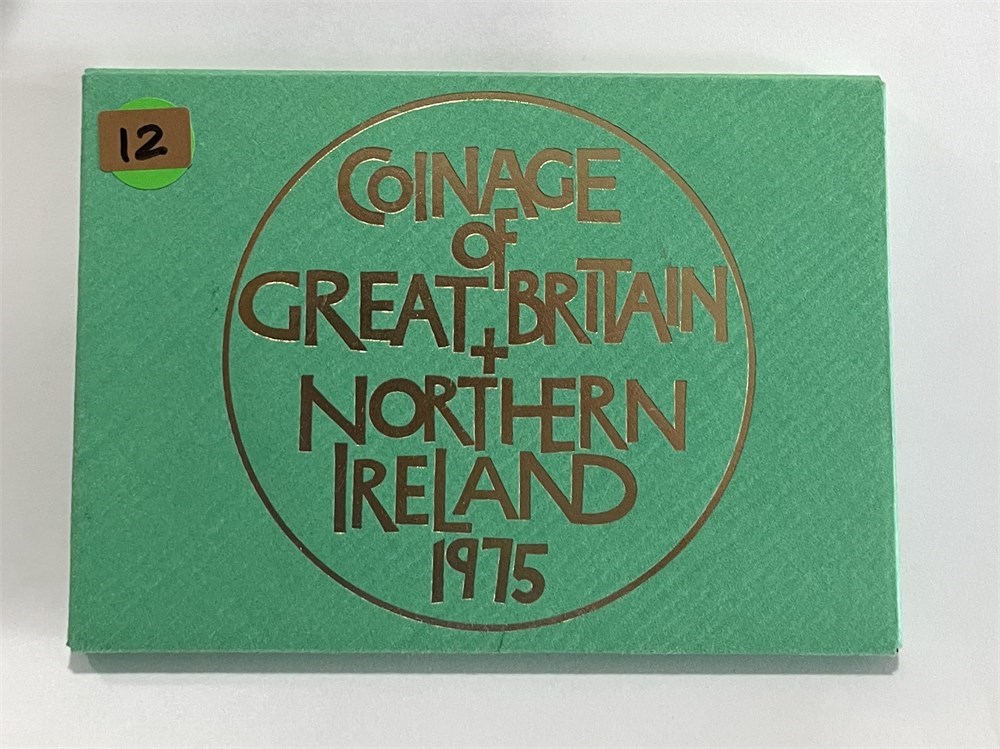 12
COINAGE
OF
GREAT BRITAIN
+
NORTHERN
IRELAND
1975